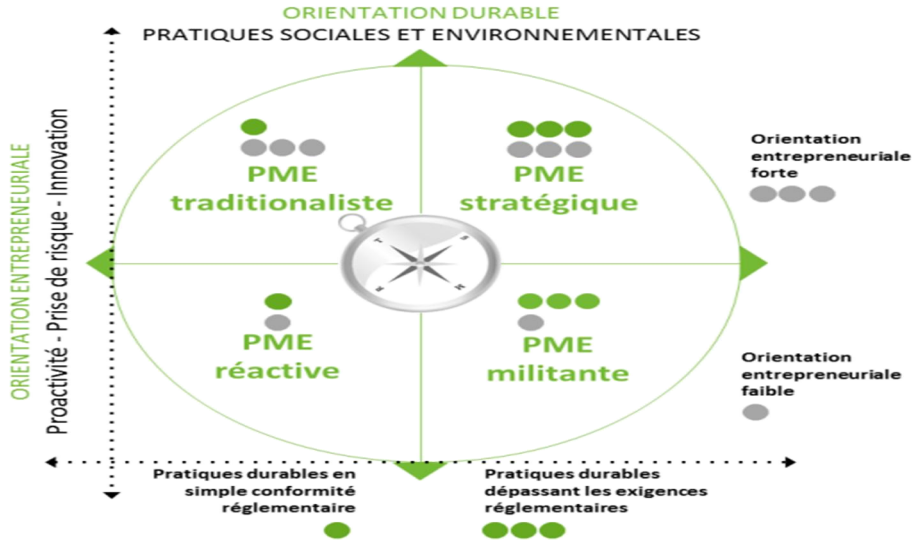 ORIENTATION DURABLE
PRATIQUES SOCIALES ET ENVIRONNEMENTALES
ORIENTATION ENTREPRENEURIALE
Proactivité - Prise de risque - Innovation
PME
traditionaliste
PME
stratégique
Orientation
entrepreneuriale
forte
PME
réactive
PME
militante
Orientation
entrepreneuriale
faible
Pratiques durables en
simple conformité
réglementaire
Pratiques durables
dépassant les exigences
réglementaires